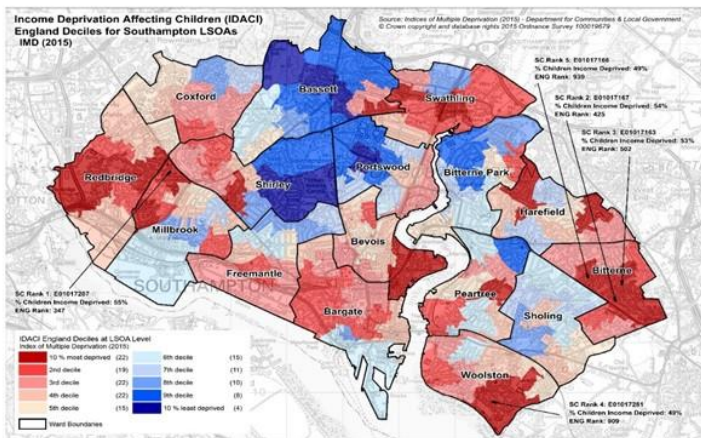 Income Deprivation Affecting Children (IDACI)
England Deciles for Southampton LSOAs
IMD (2015)
Source: Indices of Multiple Deprivation (2015) - Department for Communities & Local Government
© Crown copyright and database rights 2015 Ordnance Survey 100019679
SC Rank 5: E01017166
% Children Income Deprived: 49%
ENG Rank: 939
SC Rank 2: E01017167
% Children Income Deprived: 54%
ENG Rank: 425
SC Rank 3: E01017163
% Children Income Deprived: 53%
ENG Rank: 502
Bassett
Coxford
Swathling
Redbridge
Shirley
Portswood
Bitterne Park
Harefield
Millbrook
Bevois
Bitterne
Freemantle
SOUTHAMPTON
Peartree
Bargate
Sholing
Woolston
SC Rank 1: E01017207
% Children Income Deprived: 55%
ENG Rank: 347
SC Rank 4: E01017281
% Children Income Deprived: 49%
ENG Rank: 909
IDACI England Deciles at LSOA Level
Index of Multiple Deprivation (2015)
10 % most deprived (22)
2nd decile (19)
3rd decile (22)
4th decile (22)
5th decile (15)
6th decile (15)
7th decile (11)
8th decile (10)
9th decile (8)
10 % least deprived (4)
Ward Boundaries